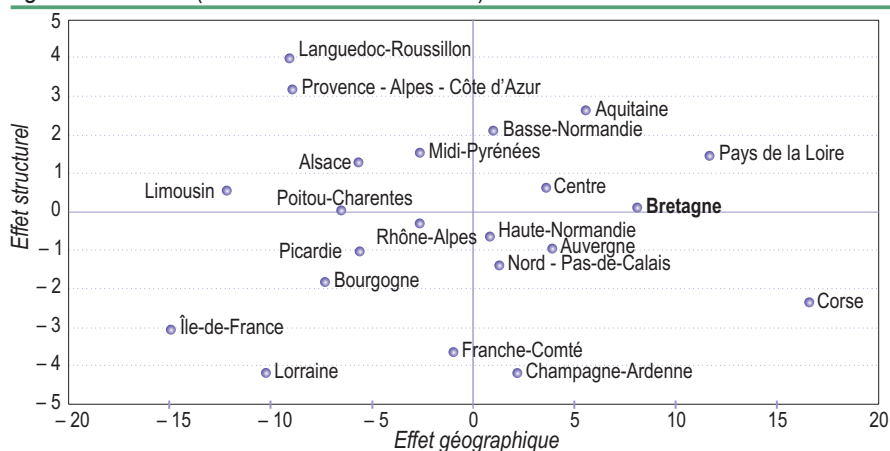 5
Languedoc-Roussillon
4
Provence - Alpes - Côte d'Azur
3
Aquitaine
Basse-Normandie
2
Midi-Pyrénées
Pays de la Loire
Alsace
1
Centre
Limousin
Poitou-Charentes
Bretagne
0
Haute-Normandie
Rhône-Alpes
Auvergne
Picardie
– 1
Nord - Pas-de-Calais
Bourgogne
– 2
Corse
Île-de-France
– 3
Franche-Comté
Lorraine
Champagne-Ardenne
– 4
– 5
Effet structurel
– 20 – 15 – 10 – 5 0 5 10 15 20
Effet géographique